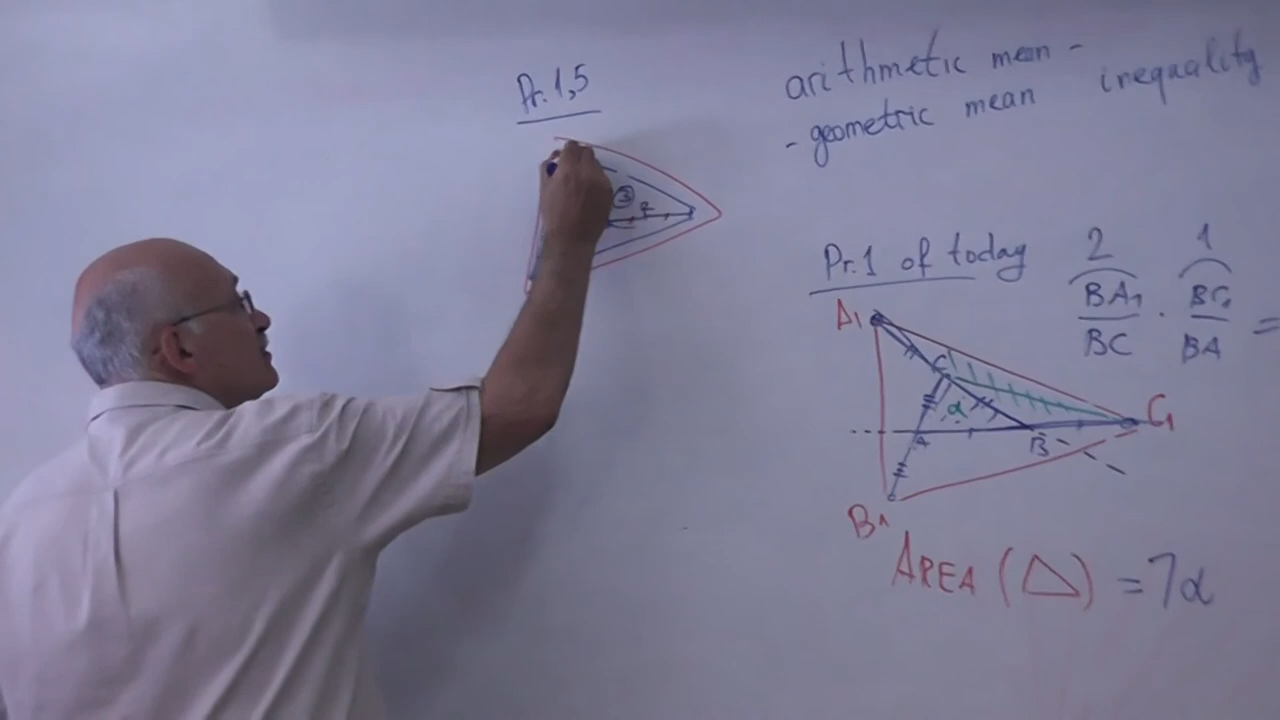 Pr. 1,5
arithmetic mean -
- geometric mean inequality
Pr. 1 of today
2 1
BA₁ / BC · BC₁ / BA =
A₁
C
α
C₁
A
B
B₁
AREA (△) = 7α